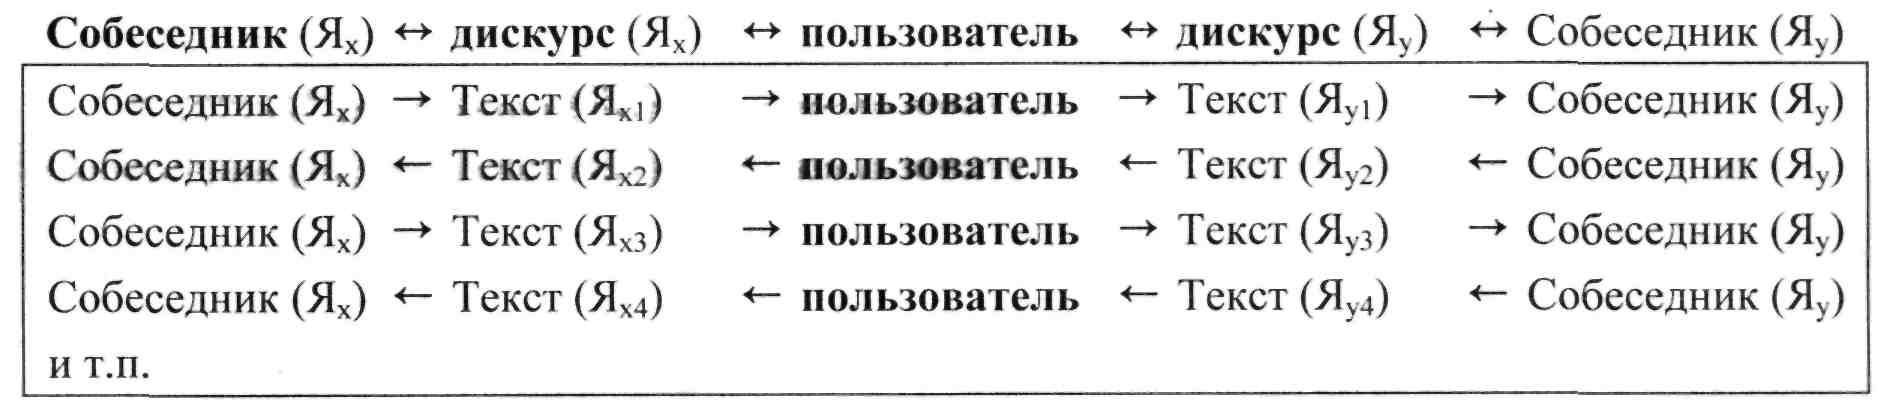 Собеседник (Яx) ↔ дискурс (Яx) ↔ пользователь ↔ дискурс (Яy) ↔ Собеседник (Яy)
Собеседник (Яx) → Текст (Яx1) → пользователь → Текст (Яy1) → Собеседник (Яy)
Собеседник (Яx) ← Текст (Яx2) ← пользователь ← Текст (Яy2) ← Собеседник (Яy)
Собеседник (Яx) → Текст (Яx3) → пользователь → Текст (Яy3) → Собеседник (Яy)
Собеседник (Яx) ← Текст (Яx4) ← пользователь ← Текст (Яy4) ← Собеседник (Яy)
и т.п.